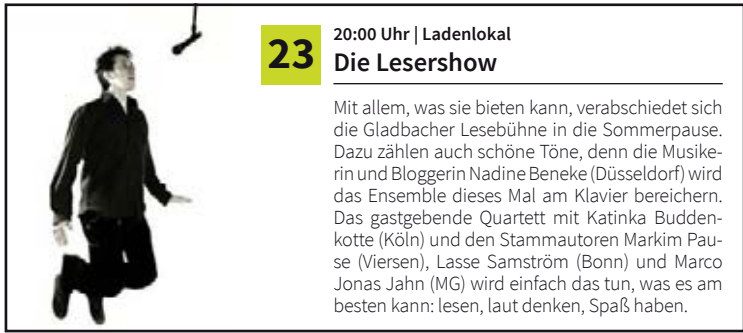 23
20:00 Uhr | Ladenlokal
Die Lesershow
Mit allem, was sie bieten kann, verabschiedet sich
die Gladbacher Lesebühne in die Sommerpause.
Dazu zählen auch schöne Töne, denn die Musike-
rin und Bloggerin Nadine Beneke (Düsseldorf) wird
das Ensemble dieses Mal am Klavier bereichern.
Das gastgebende Quartett mit Katinka Budden-
kotte (Köln) und den Stammautoren Markim Pau-
se (Viersen), Lasse Samström (Bonn) und Marco
Jonas Jahn (MG) wird einfach das tun, was es am
besten kann: lesen, laut denken, Spaß haben.